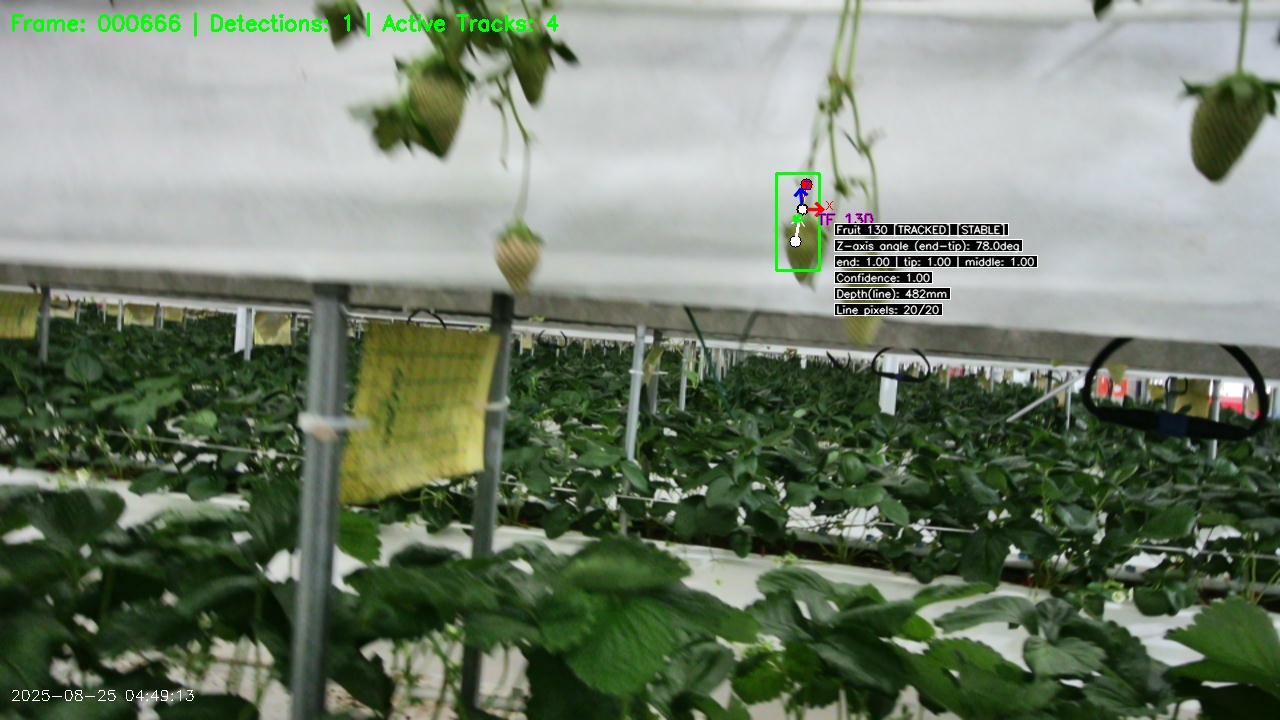 Frame: 000666 | Detections: 1 | Active Tracks: 4
X
TF_130
Fruit 130 [TRACKED] [STABLE]
Z-axis angle (end-tip): 78.0deg
end: 1.00 | tip: 1.00 | middle: 1.00
Confidence: 1.00
Depth(line): 482mm
Line pixels: 20/20
2025-08-25 04:49:13